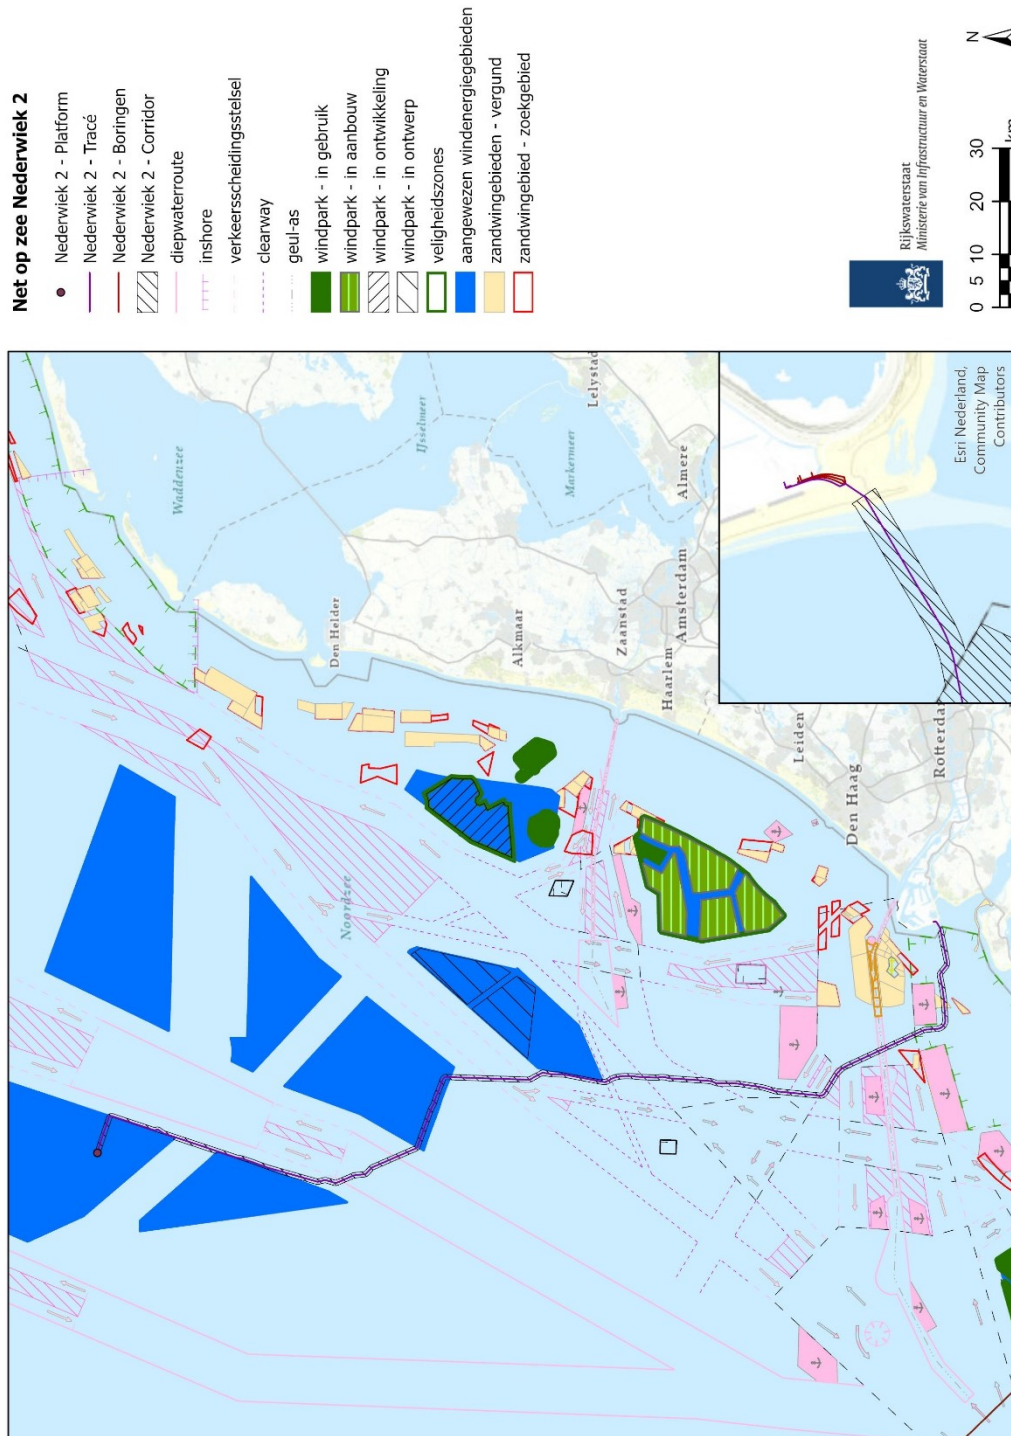 Net op zee Nederwiek 2
Nederwiek 2 - Platform
Nederwiek 2 - Tracé
Nederwiek 2 - Boringen
Nederwiek 2 - Corridor
diepwaterroute
inshore
verkeersscheidingsstelsel
clearway
geul-as
windpark - in gebruik
windpark - in aanbouw
windpark - in ontwikkeling
windpark - in ontwerp
veligheidszones
aangewezen windenergiegebieden
zandwingebieden - vergund
zandwingebied - zoekgebied
Rijkswaterstaat
Ministerie van Infrastructuur en Waterstaat
N
0 5 10 20 30
km
Waddenzee
IJsselmeer
Markermeer
Lelystad
Almere
Den Helder
Alkmaar
Zaanstad
Haarlem
Amsterdam
Noordzee
Leiden
Den Haag
Rotterdam
Esri Nederland,
Community Map
Contributors